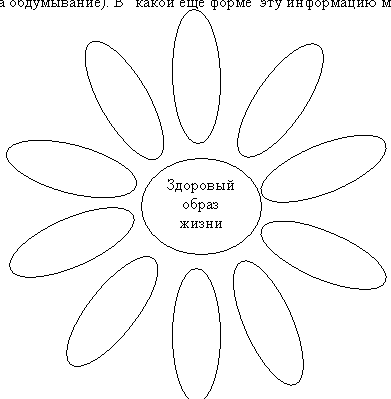 а обдумывание). В какой еще форме эту информацию м
Здоровый
образ
жизни